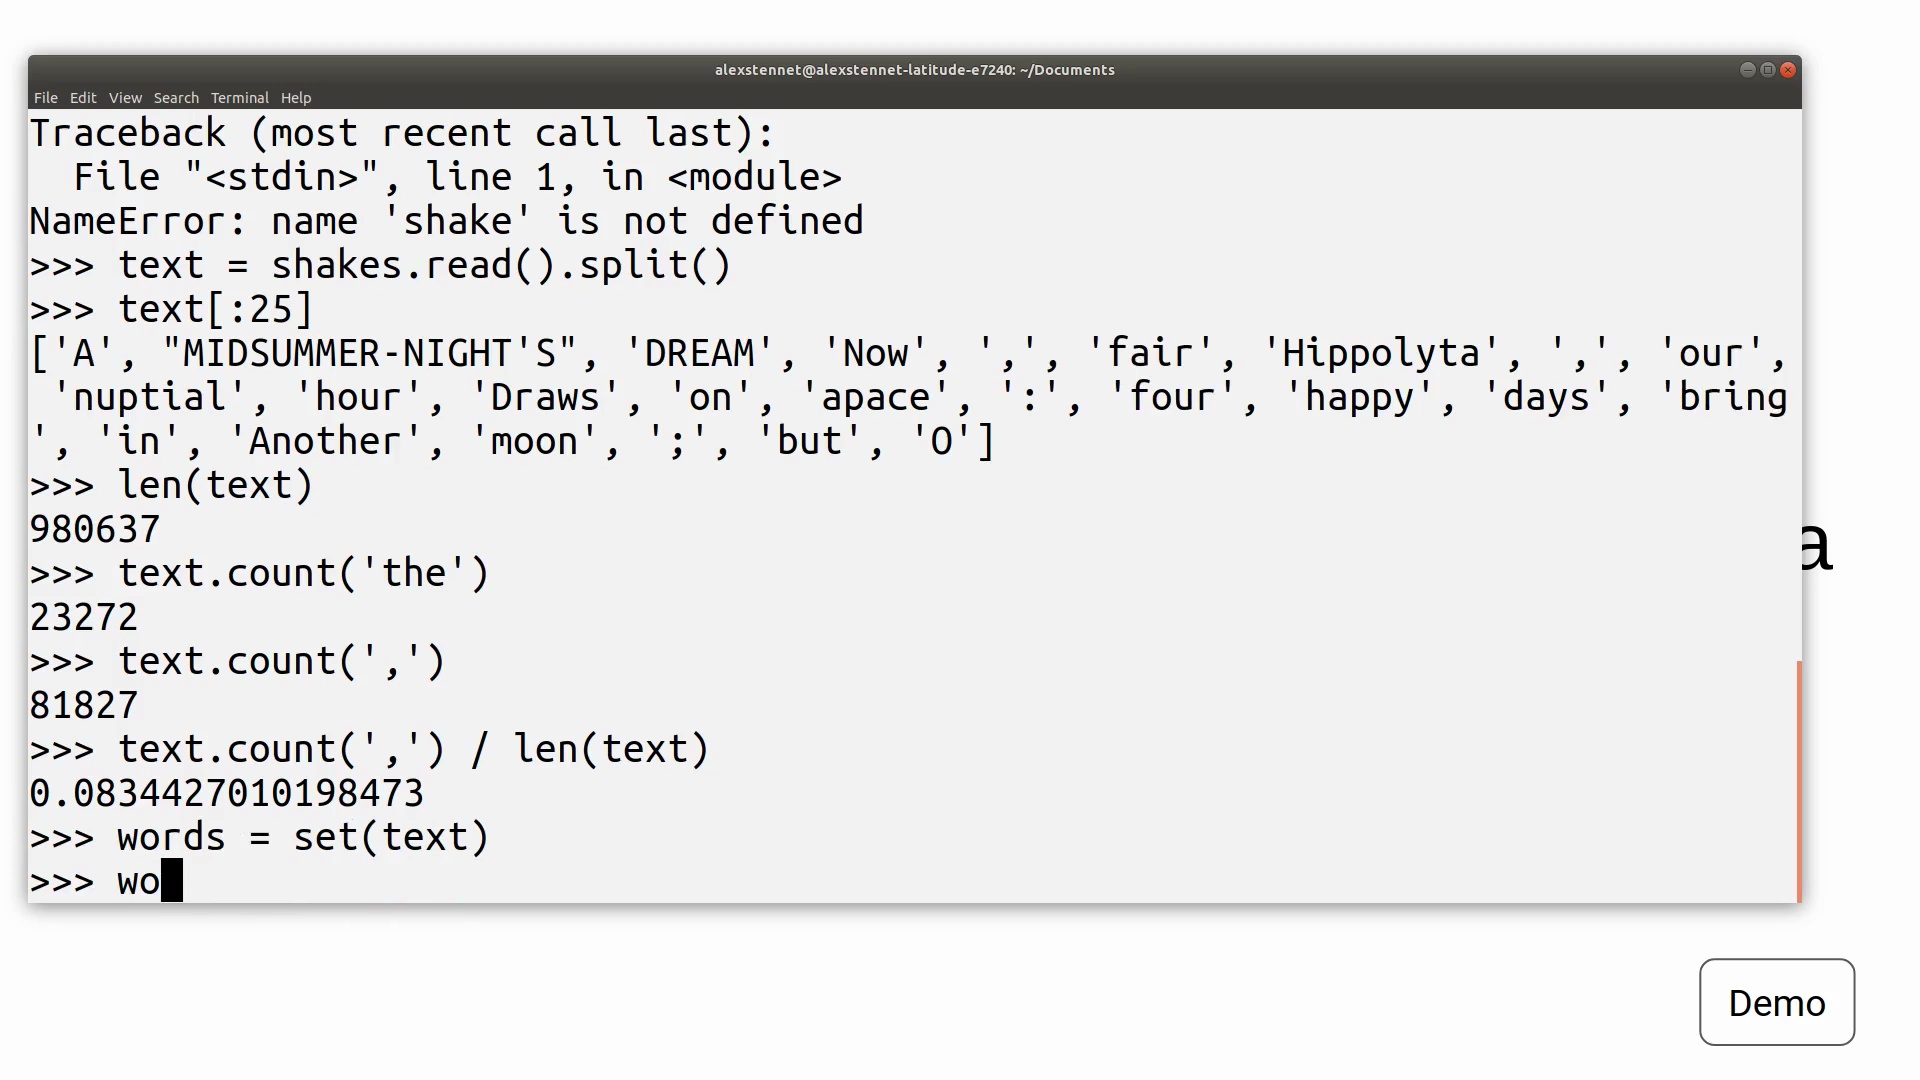 alexstennet@alexstennet-latitude-e7240: ~/Documents
File Edit View Search Terminal Help
Traceback (most recent call last):
  File "<stdin>", line 1, in <module>
NameError: name 'shake' is not defined
>>> text = shakes.read().split()
>>> text[:25]
['A', "MIDSUMMER-NIGHT'S", 'DREAM', 'Now', ',', 'fair', 'Hippolyta', ',', 'our',
 'nuptial', 'hour', 'Draws', 'on', 'apace', ':', 'four', 'happy', 'days', 'bring
', 'in', 'Another', 'moon', ';', 'but', 'O']
>>> len(text)
980637
>>> text.count('the')
23272
>>> text.count(',')
81827
>>> text.count(',') / len(text)
0.0834427010198473
>>> words = set(text)
>>> wo
a
Demo